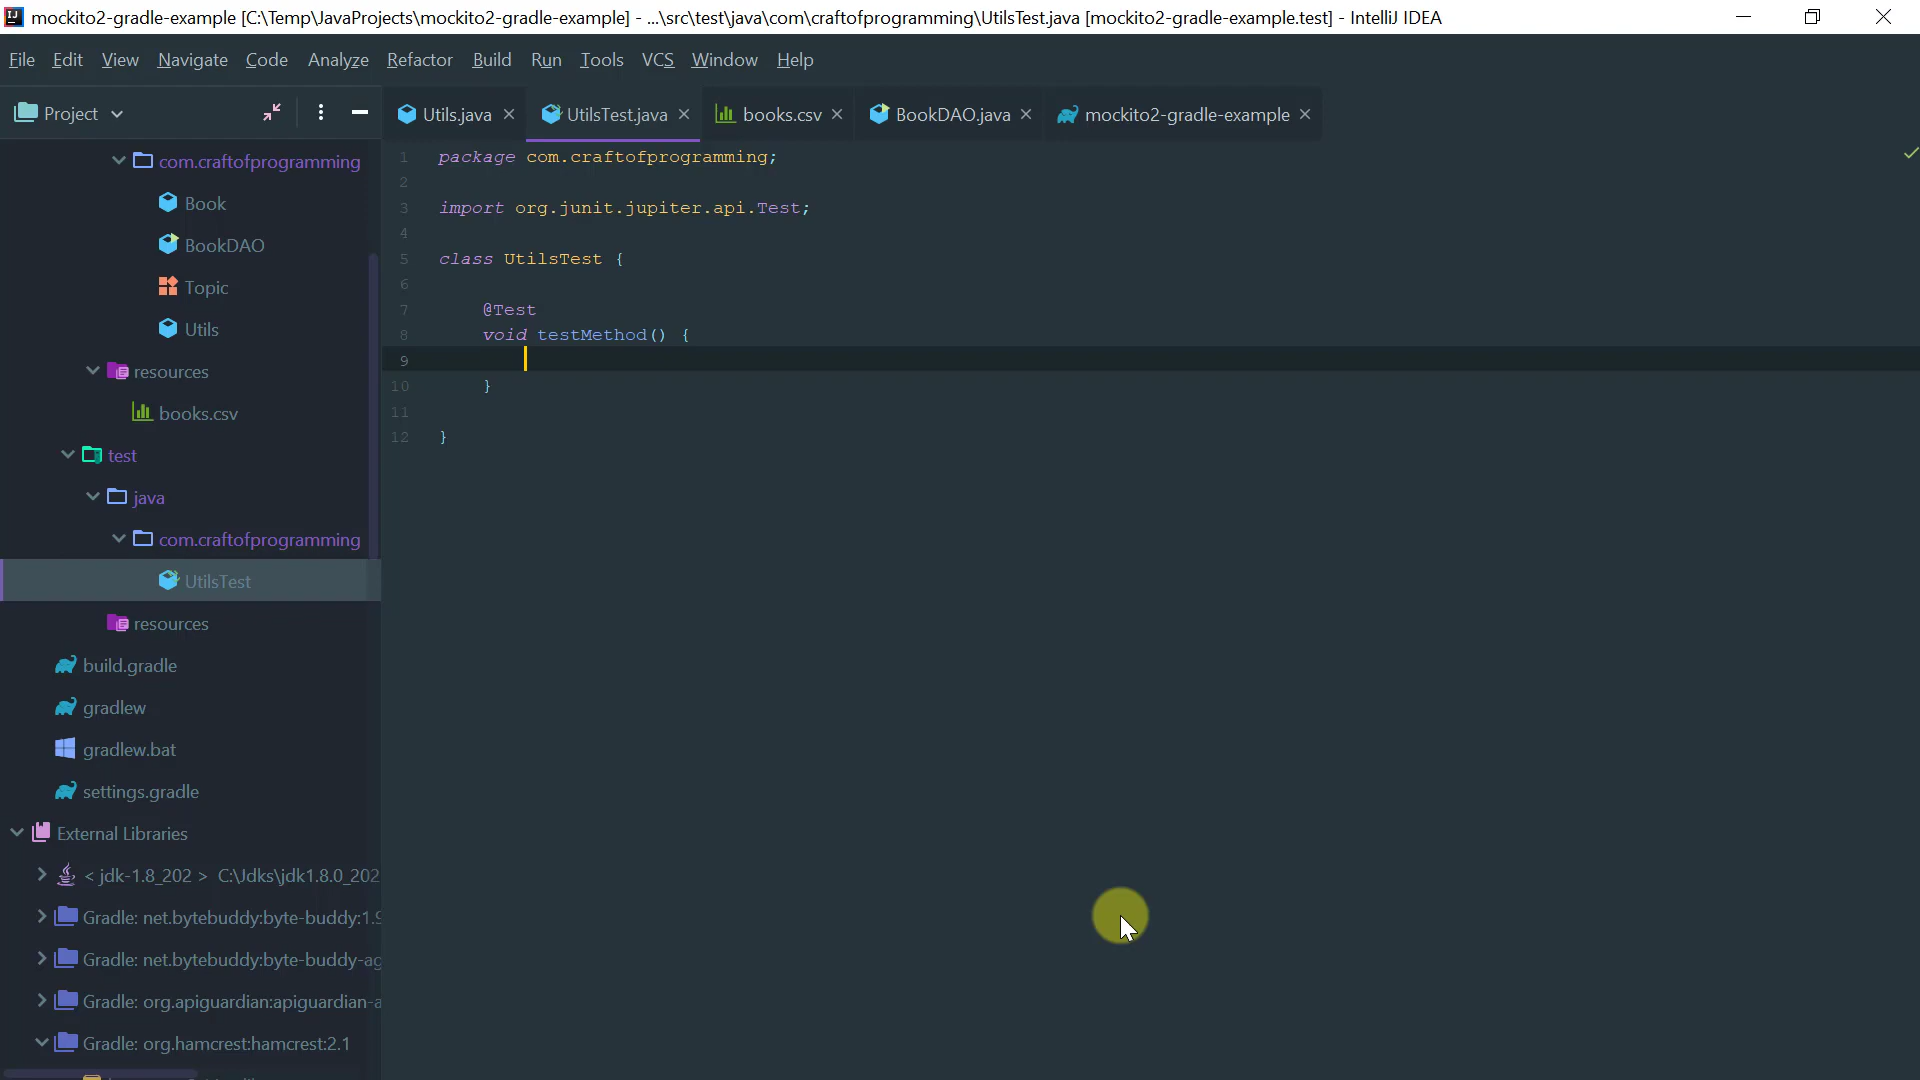 mockito2-gradle-example [C:\Temp\JavaProjects\mockito2-gradle-example] - ...\src\test\java\com\craftofprogramming\UtilsTest.java [mockito2-gradle-example.test] - IntelliJ IDEA
File Edit View Navigate Code Analyze Refactor Build Run Tools VCS Window Help
Project
Utils.java UtilsTest.java books.csv BookDAO.java mockito2-gradle-example
com.craftofprogramming
Book
BookDAO
Topic
Utils
resources
books.csv
test
java
com.craftofprogramming
UtilsTest
resources
build.gradle
gradlew
gradlew.bat
settings.gradle
External Libraries
< jdk-1.8_202 > C:\Jdks\jdk1.8.0_202
Gradle: net.bytebuddy:byte-buddy:1.9
Gradle: net.bytebuddy:byte-buddy-ag
Gradle: org.apiguardian:apiguardian-a
Gradle: org.hamcrest:hamcrest:2.1
1 package com.craftofprogramming;
2
3 import org.junit.jupiter.api.Test;
4
5 class UtilsTest {
6
7 @Test
8 void testMethod() {
9
10 }
11
12 }